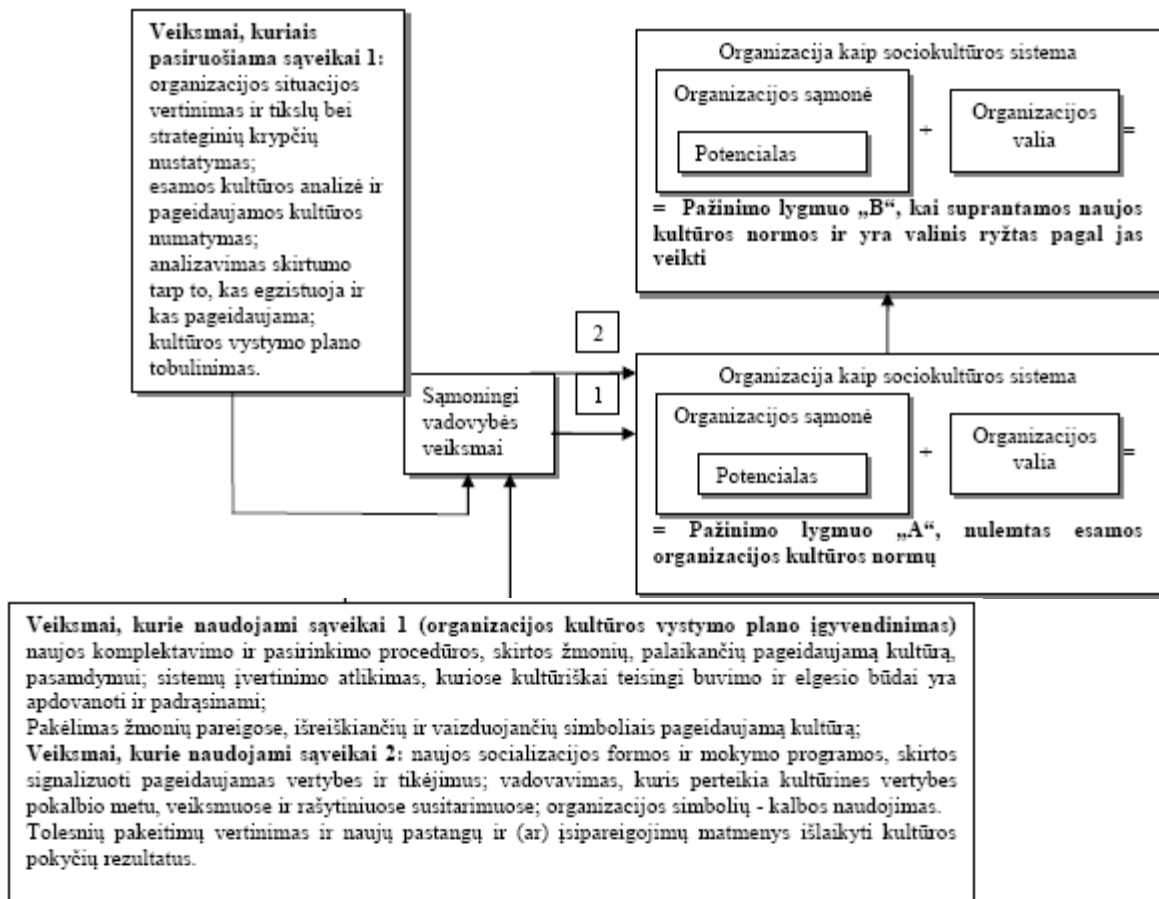 Veiksmai, kuriais
pasiruošiama sąveikai 1:
organizacijos situacijos
vertinimas ir tikslų bei
strateginių krypčių
nustatymas;
esamos kultūros analizė ir
pageidaujamos kultūros
numatymas;
analizavimas skirtumo
tarp to, kas egzistuoja ir
kas pageidaujama;
kultūros vystymo plano
tobulinimas.
Organizacija kaip sociokultūros sistema
Organizacijos sąmonė
Potencialas
+
Organizacijos
valia
=
= Pažinimo lygmuo „B“, kai suprantamos naujos
kultūros normos ir yra valinis ryžtas pagal jas
veikti
2
1
Sąmoningi
vadovybės
veiksmai
Organizacija kaip sociokultūros sistema
Organizacijos sąmonė
Potencialas
+
Organizacijos
valia
=
= Pažinimo lygmuo „A“, nulemtas esamos
organizacijos kultūros normų
Veiksmai, kurie naudojami sąveikai 1 (organizacijos kultūros vystymo plano įgyvendinimas)
naujos komplektavimo ir pasirinkimo procedūros, skirtos žmonių, palaikančių pageidaujamą kultūrą,
pasamdymui; sistemų įvertinimo atlikimas, kuriose kultūriškai teisingi buvimo ir elgesio būdai yra
apdovanoti ir padrąsinami;
Pakėlimas žmonių pareigose, išreiškiančių ir vaizduojančių simboliais pageidaujamą kultūrą;
Veiksmai, kurie naudojami sąveikai 2: naujos socializacijos formos ir mokymo programos, skirtos
signalizuoti pageidaujamas vertybes ir tikėjimus; vadovavimas, kuris perteikia kultūrines vertybes
pokalbio metu, veiksmuose ir rašytiniuose susitarimuose; organizacijos simbolių - kalbos naudojimas.
Tolesnių pakeitimų vertinimas ir naujų pastangų ir (ar) įsipareigojimų matmenys išlaikyti kultūros
pokyčių rezultatus.